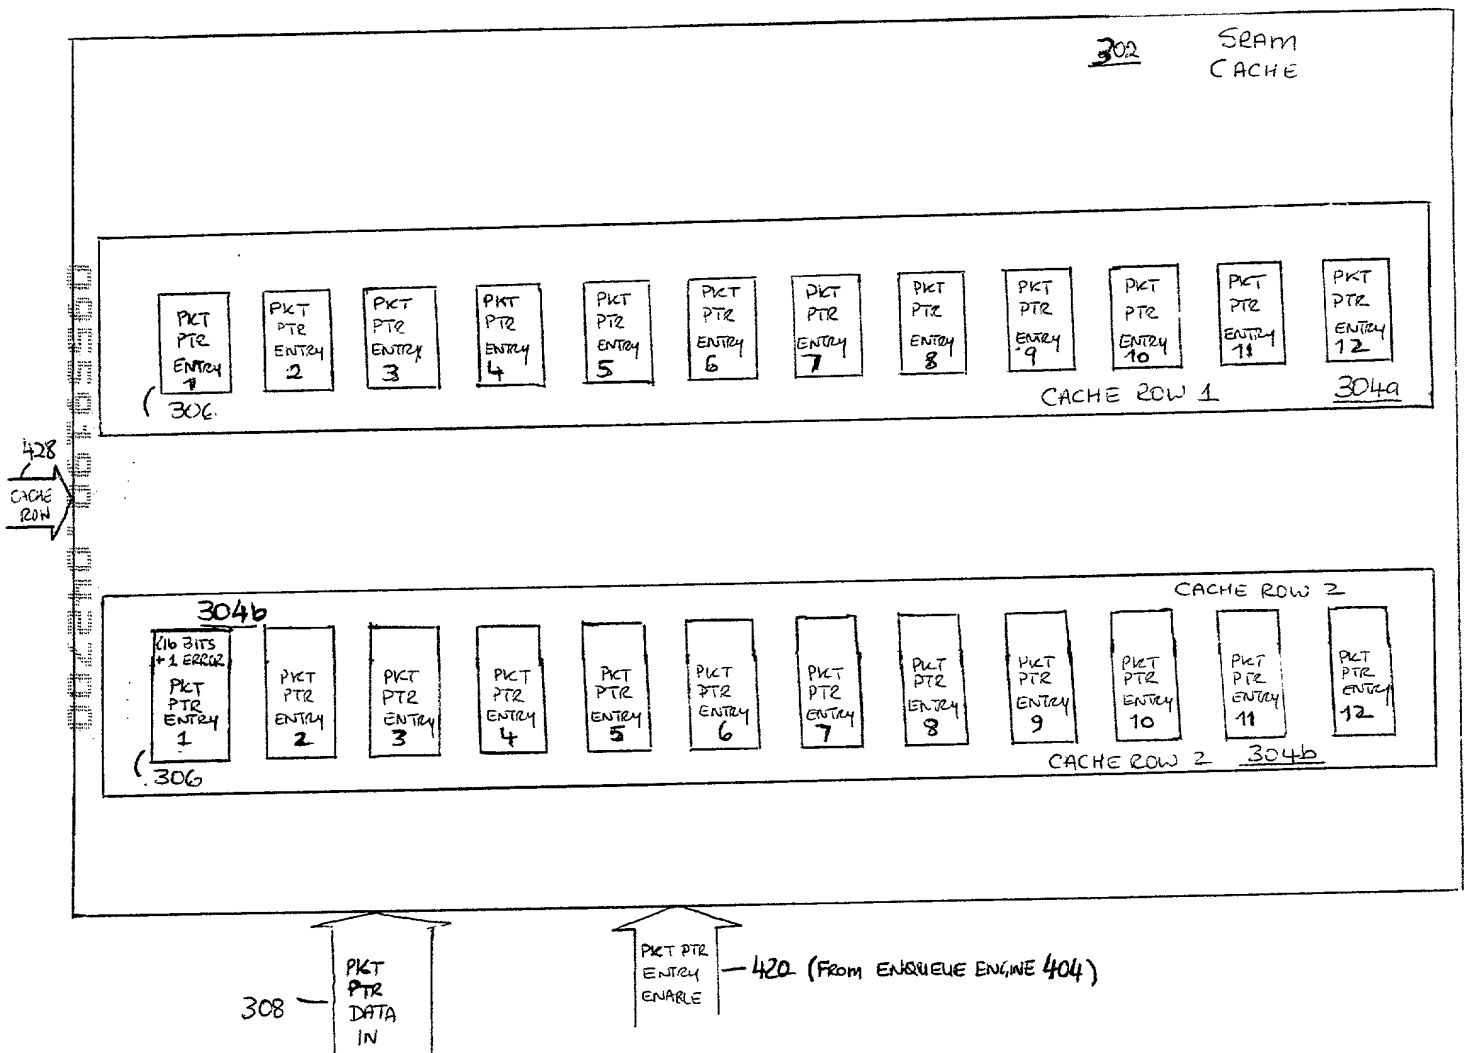 302 SRAM
CACHE
PKT PTR ENTRY 1
PKT PTR ENTRY 2
PKT PTR ENTRY 3
PKT PTR ENTRY 4
PKT PTR ENTRY 5
PKT PTR ENTRY 6
PKT PTR ENTRY 7
PKT PTR ENTRY 8
PKT PTR ENTRY 9
PKT PTR ENTRY 10
PKT PTR ENTRY 11
PKT PTR ENTRY 12
306
CACHE ROW 1 304a
428
CACHE
ROW
CACHE ROW 2
304b
BITS
+ 1 ERROR
PKT PTR ENTRY 1
PKT PTR ENTRY 2
PKT PTR ENTRY 3
PKT PTR ENTRY 4
PKT PTR ENTRY 5
PKT PTR ENTRY 6
PKT PTR ENTRY 7
PKT PTR ENTRY 8
PKT PTR ENTRY 9
PKT PTR ENTRY 10
PKT PTR ENTRY 11
PKT PTR ENTRY 12
306
CACHE ROW 2 304b
308
PKT
PTR
DATA
IN
PKT PTR
ENTRY
ENABLE
420 (FROM ENQUEUE ENGINE 404)